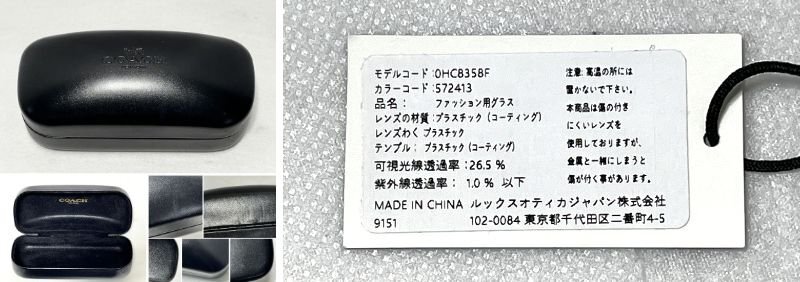 COACH
COACH
モデルコード:0HC8358F
カラーコード:572413
品名: ファッション用グラス
レンズの材質:プラスチック (コーティング)
レンズわく プラスチック
テンプル: プラスチック (コーティング)
可視光線透過率:26.5 %
紫外線透過率: 1.0 % 以下
MADE IN CHINA ルックスオティカジャパン株式会社
9151 102-0084 東京都千代田区二番町4-5
注意:高温の所には
置かないで下さい。
本商品は傷の付き
にくいレンズを
使用しておりますが、
金属と一緒にしまうと
傷が付く事があります。